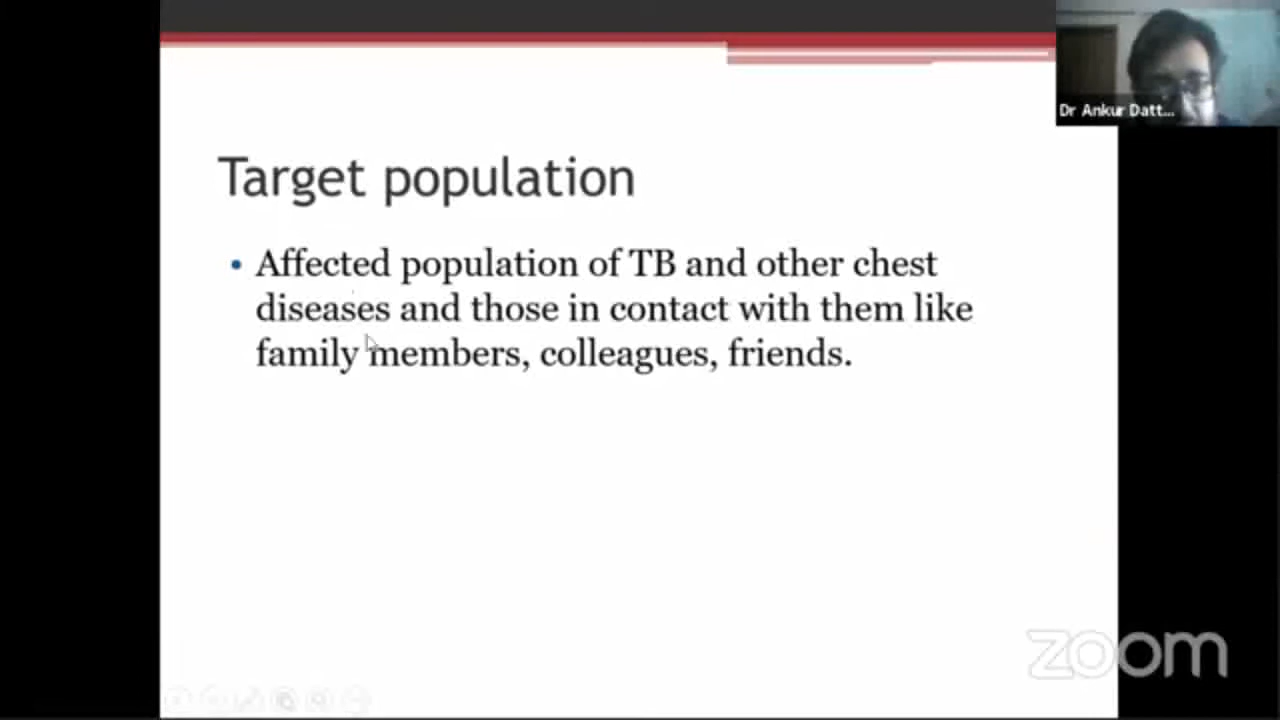 Dr Ankur Datt...
Target population
• Affected population of TB and other chest
diseases and those in contact with them like
family members, colleagues, friends.
zoom